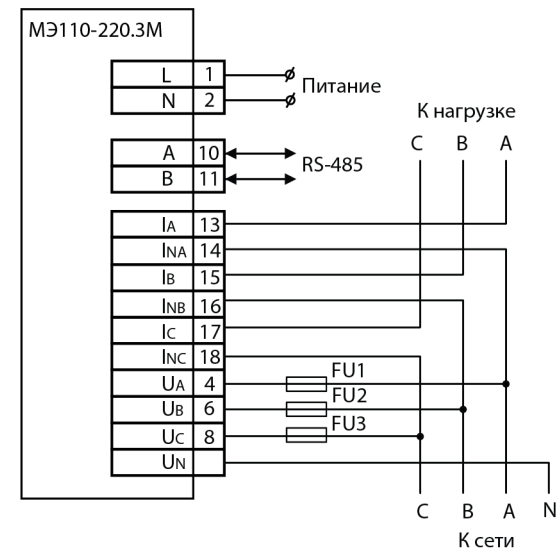 МЭ110-220.3М
L 1
N 2
Питание
A 10
B 11
RS-485
К нагрузке
C B A
IA 13
INA 14
IB 15
INB 16
IC 17
INC 18
UA 4
UB 6
UC 8
UN
FU1
FU2
FU3
C B A N
К сети